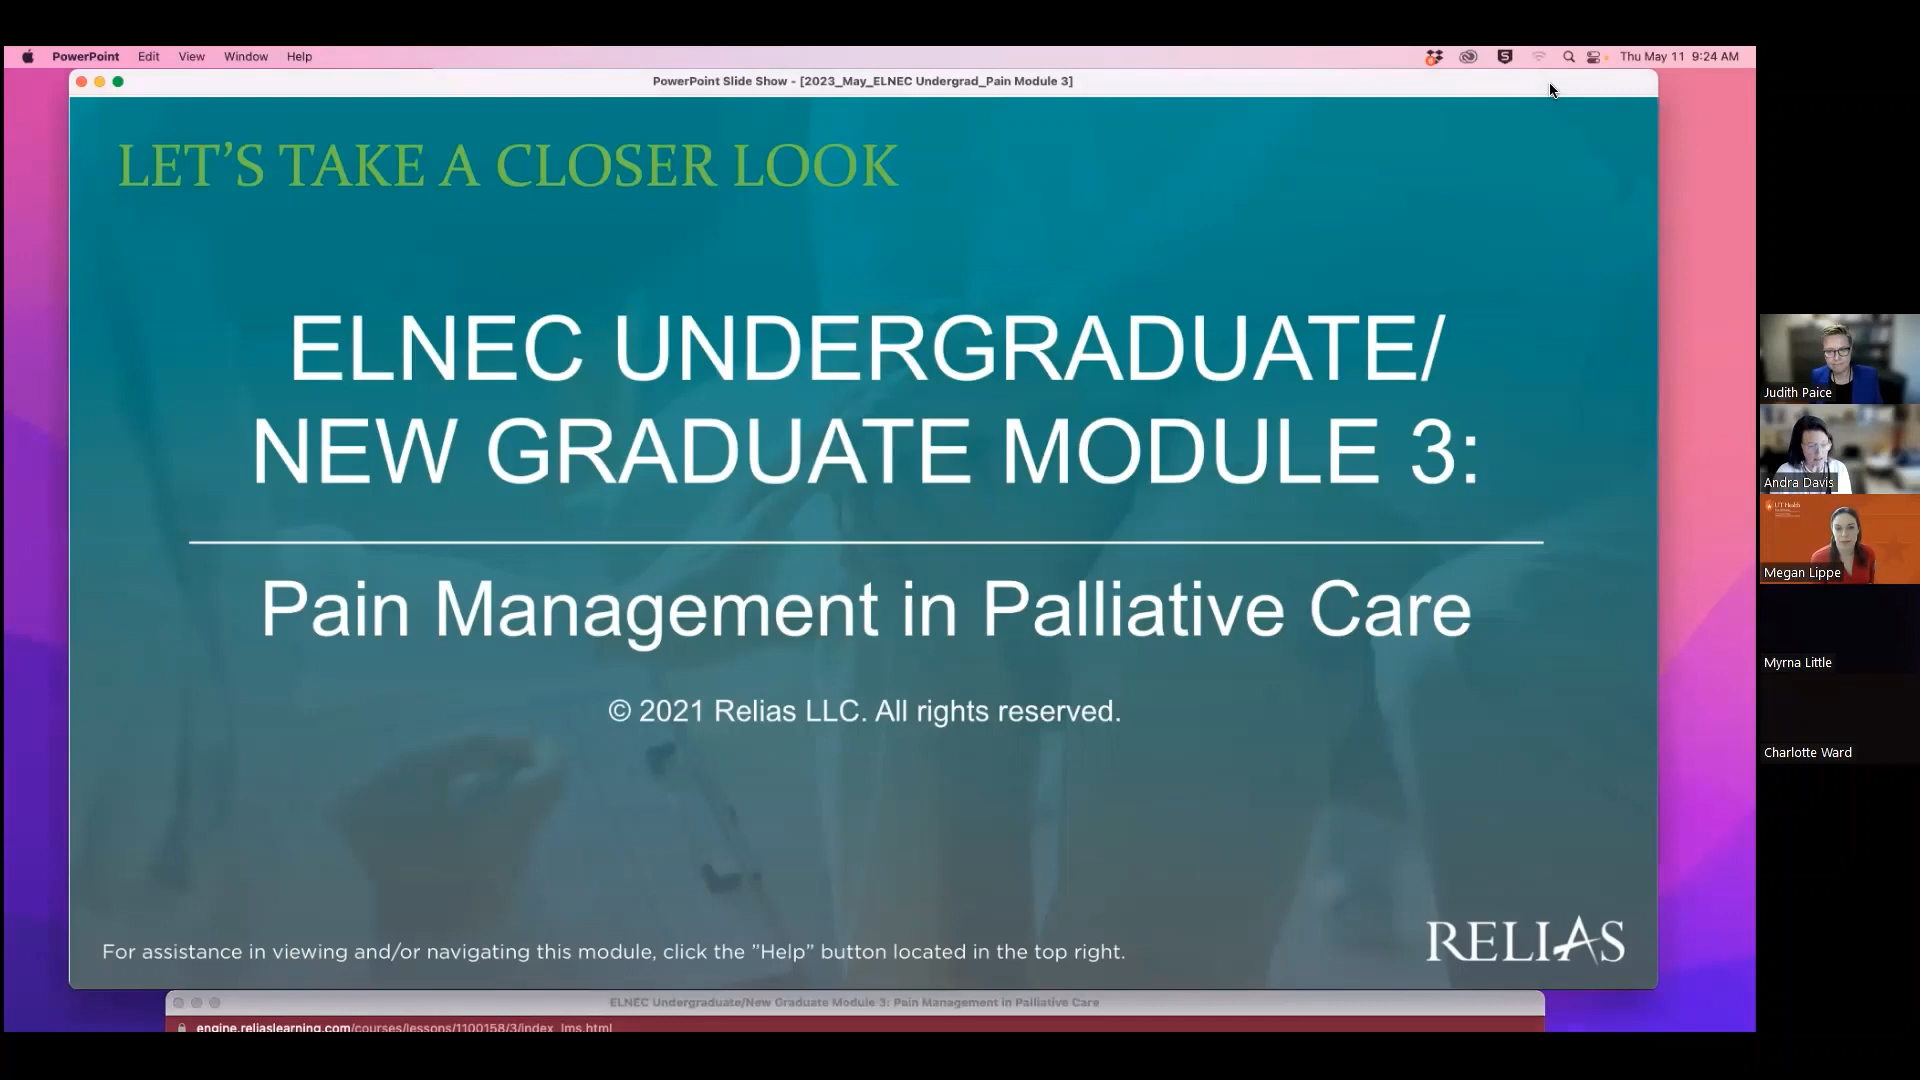 PowerPoint Edit View Window Help
Thu May 11 9:24 AM
PowerPoint Slide Show - [2023_May_ELNEC Undergrad_Pain Module 3]
LET'S TAKE A CLOSER LOOK
ELNEC UNDERGRADUATE/
NEW GRADUATE MODULE 3:
Pain Management in Palliative Care
© 2021 Relias LLC. All rights reserved.
For assistance in viewing and/or navigating this module, click the "Help" button located in the top right.
RELIAS
ELNEC Undergraduate/New Graduate Module 3: Pain Management in Palliative Care
engine.reliaslearning.com/courses/lessons/1100158/3/index_lms.html
Judith Paice
Andra Davis
UT Health
Megan Lippe
Myrna Little
Charlotte Ward